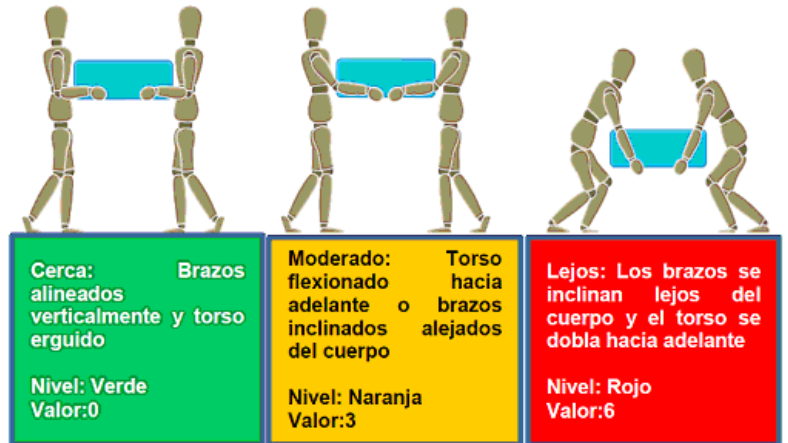 Cerca: Brazos
alineados
verticalmente y torso
erguido
Nivel: Verde
Valor:0
Moderado: Torso
flexionado hacia
adelante o brazos
inclinados alejados
del cuerpo
Nivel: Naranja
Valor:3
Lejos: Los brazos se
inclinan lejos del
cuerpo y el torso se
dobla hacia adelante
Nivel: Rojo
Valor:6